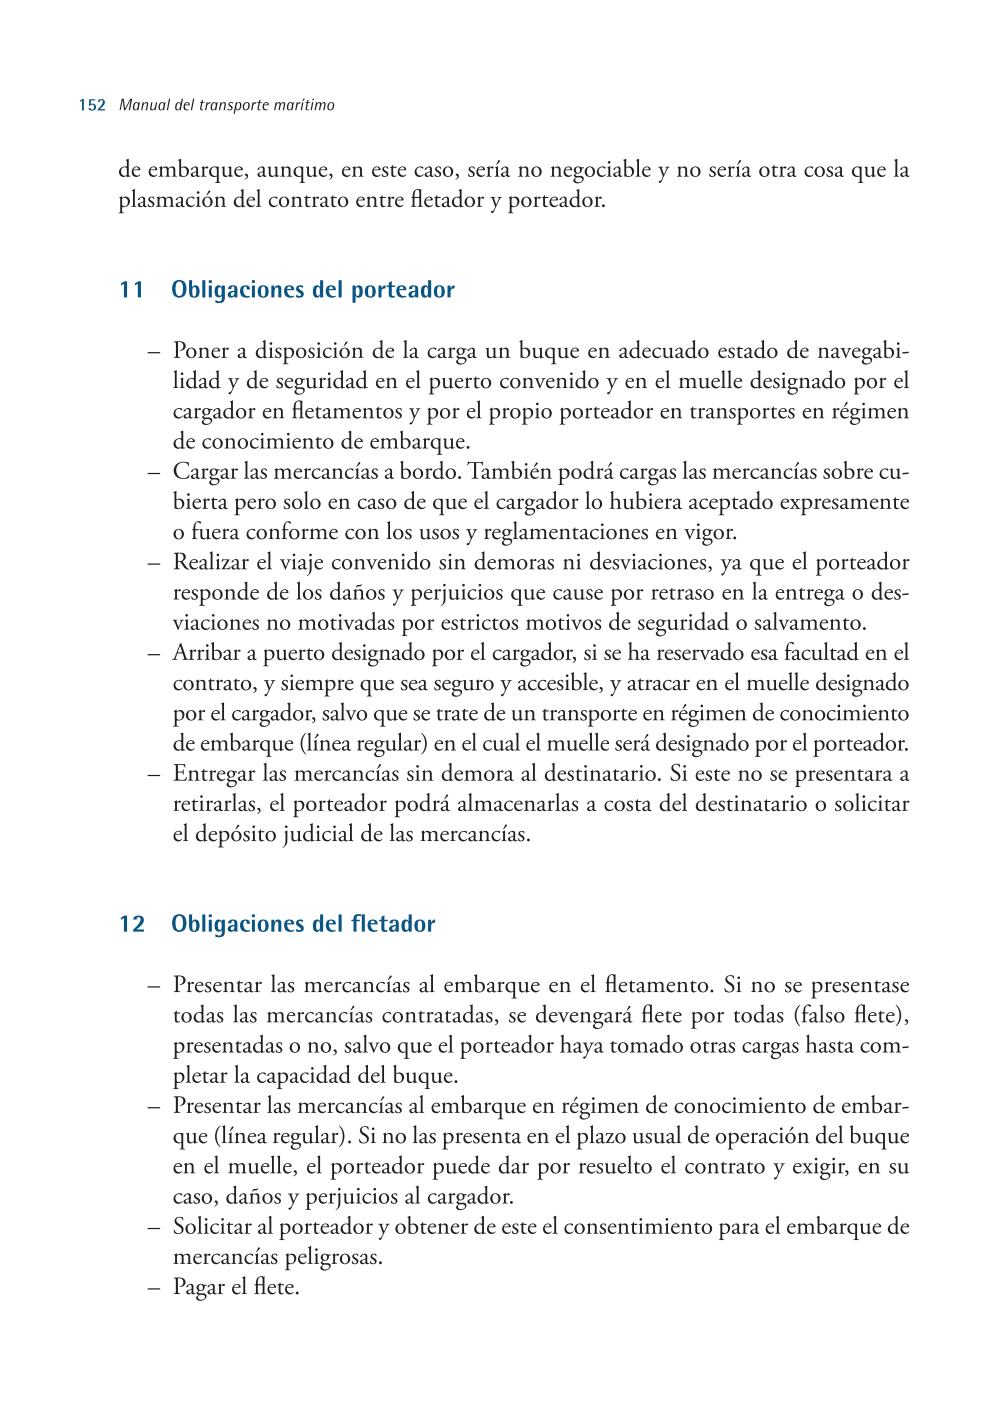 152 Manual del transporte marítimo
de embarque, aunque, en este caso, sería no negociable y no sería otra cosa que la
plasmación del contrato entre fletador y porteador.
11 Obligaciones del porteador
– Poner a disposición de la carga un buque en adecuado estado de navegabi-
lidad y de seguridad en el puerto convenido y en el muelle designado por el
cargador en fletamentos y por el propio porteador en transportes en régimen
de conocimiento de embarque.
– Cargar las mercancías a bordo. También podrá cargas las mercancías sobre cu-
bierta pero solo en caso de que el cargador lo hubiera aceptado expresamente
o fuera conforme con los usos y reglamentaciones en vigor.
– Realizar el viaje convenido sin demoras ni desviaciones, ya que el porteador
responde de los daños y perjuicios que cause por retraso en la entrega o des-
viaciones no motivadas por estrictos motivos de seguridad o salvamento.
– Arribar a puerto designado por el cargador, si se ha reservado esa facultad en el
contrato, y siempre que sea seguro y accesible, y atracar en el muelle designado
por el cargador, salvo que se trate de un transporte en régimen de conocimiento
de embarque (línea regular) en el cual el muelle será designado por el porteador.
– Entregar las mercancías sin demora al destinatario. Si este no se presentara a
retirarlas, el porteador podrá almacenarlas a costa del destinatario o solicitar
el depósito judicial de las mercancías.
12 Obligaciones del fletador
– Presentar las mercancías al embarque en el fletamento. Si no se presentase
todas las mercancías contratadas, se devengará flete por todas (falso flete),
presentadas o no, salvo que el porteador haya tomado otras cargas hasta com-
pletar la capacidad del buque.
– Presentar las mercancías al embarque en régimen de conocimiento de embar-
que (línea regular). Si no las presenta en el plazo usual de operación del buque
en el muelle, el porteador puede dar por resuelto el contrato y exigir, en su
caso, daños y perjuicios al cargador.
– Solicitar al porteador y obtener de este el consentimiento para el embarque de
mercancías peligrosas.
– Pagar el flete.